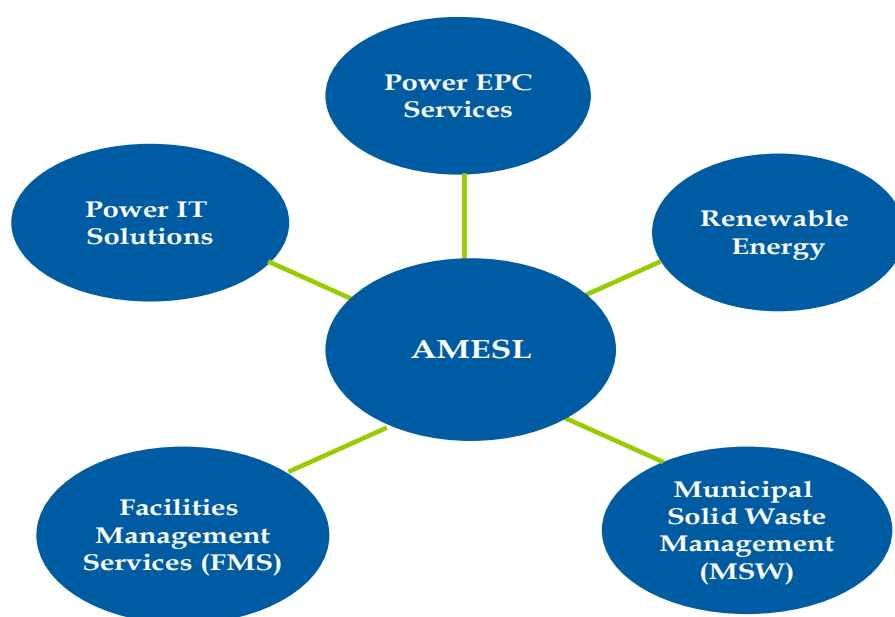 Power EPC
Services
Power IT
Solutions
Renewable
Energy
AMESL
Facilities
Management
Services (FMS)
Municipal
Solid Waste
Management
(MSW)